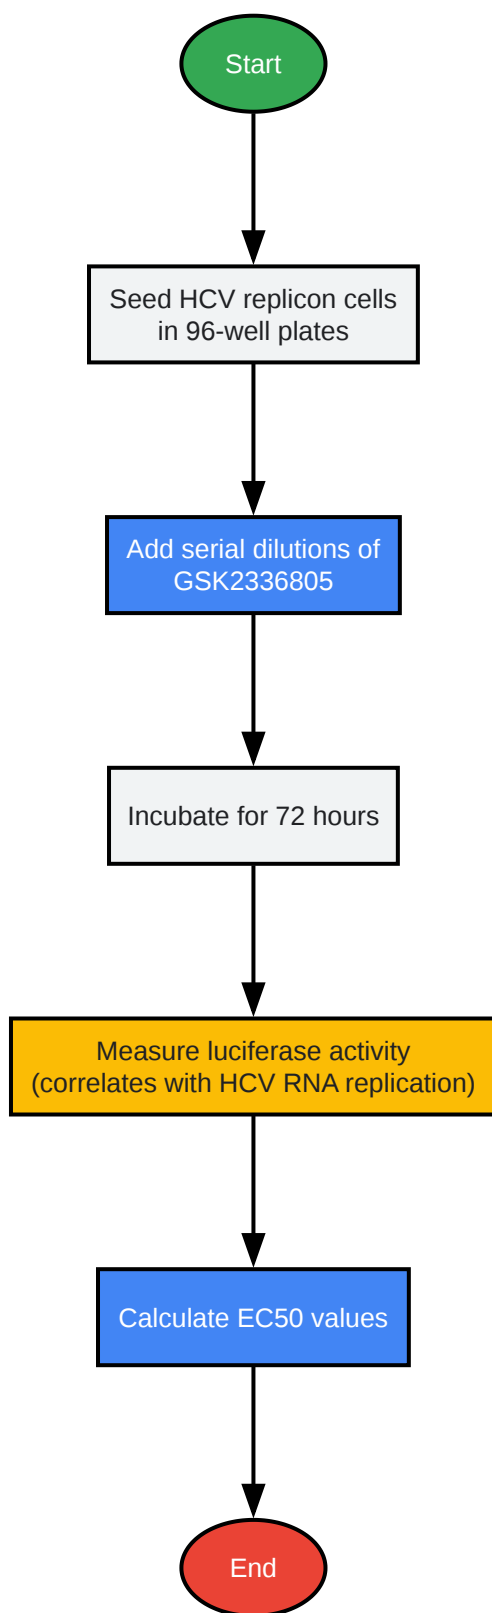 Start
Seed HCV replicon cells
in 96-well plates
Add serial dilutions of
GSK2336805
Incubate for 72 hours
Measure luciferase activity
(correlates with HCV RNA replication)
Calculate EC50 values
End